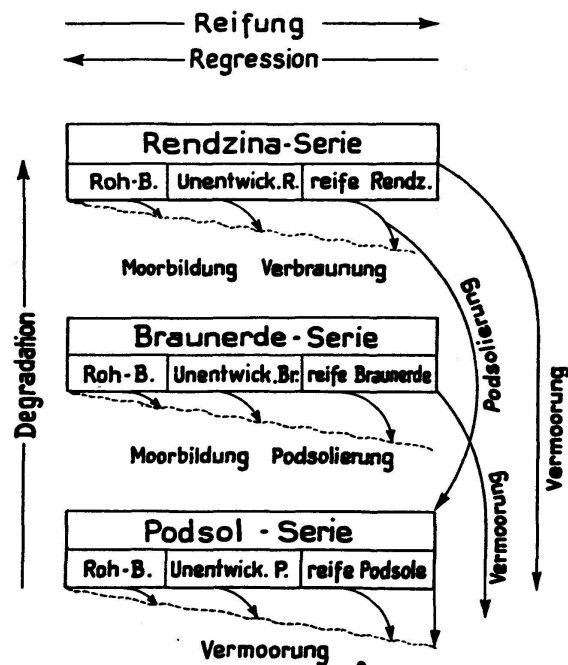 Reifung
Regression
Rendzina-Serie
Roh-B. Unentwick.R. reife Rendz.
Moorbildung Verbraunung
Braunerde-Serie
Roh-B. Unentwick.Br. reife Braunerde
Moorbildung Podsolierung
Podsol - Serie
Roh-B. Unentwick. P. reife Podsole
Vermoorung
Degradation
Podsolierung
Vermoorung
Vermoorung